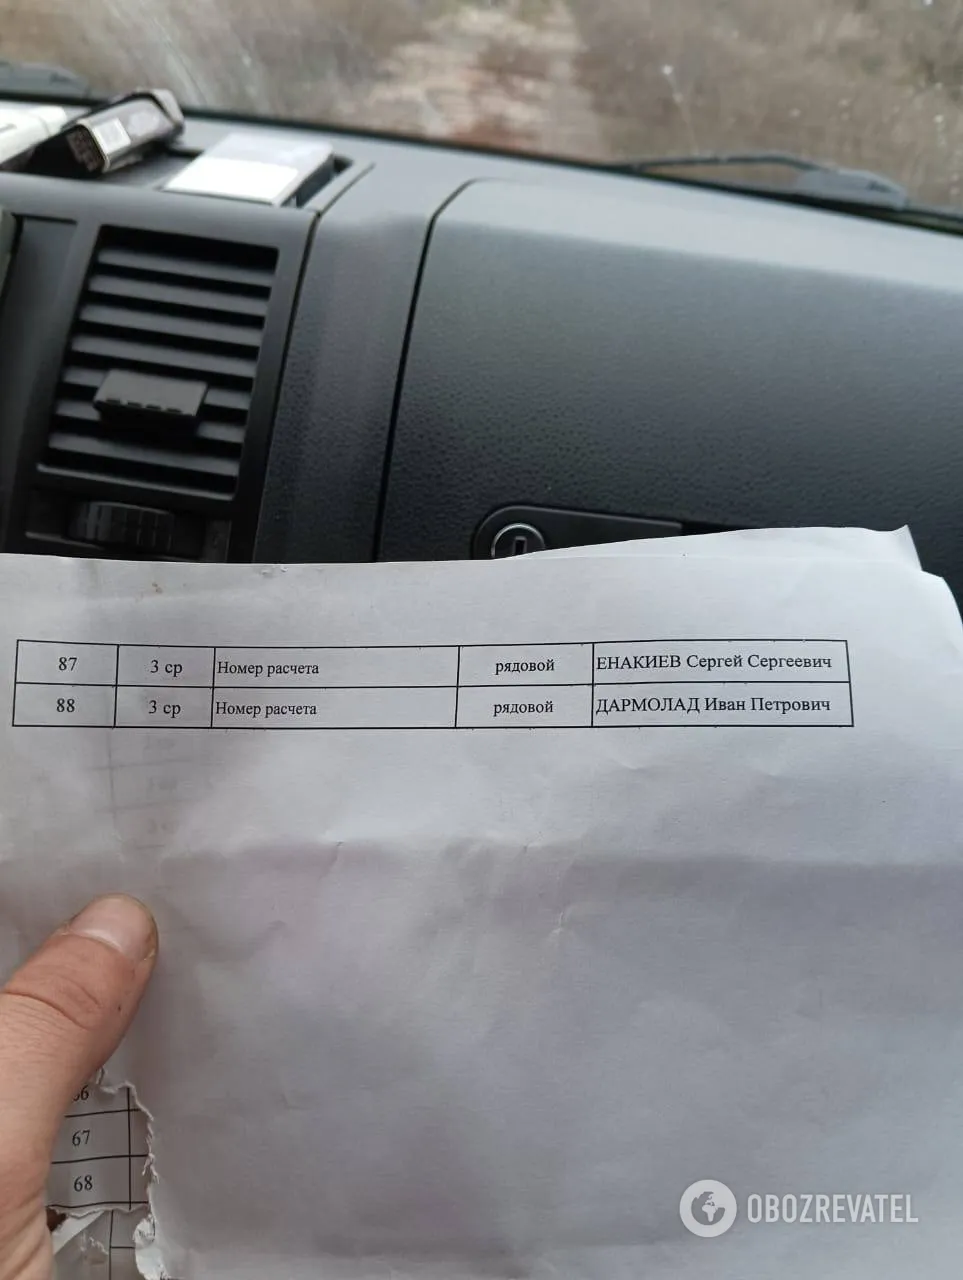 87 3 ср Номер расчета рядовой ЕНАКИЕВ Сергей Сергеевич
88 3 ср Номер расчета рядовой ДАРМОЛАД Иван Петрович
67
68
OBOZREVATEL